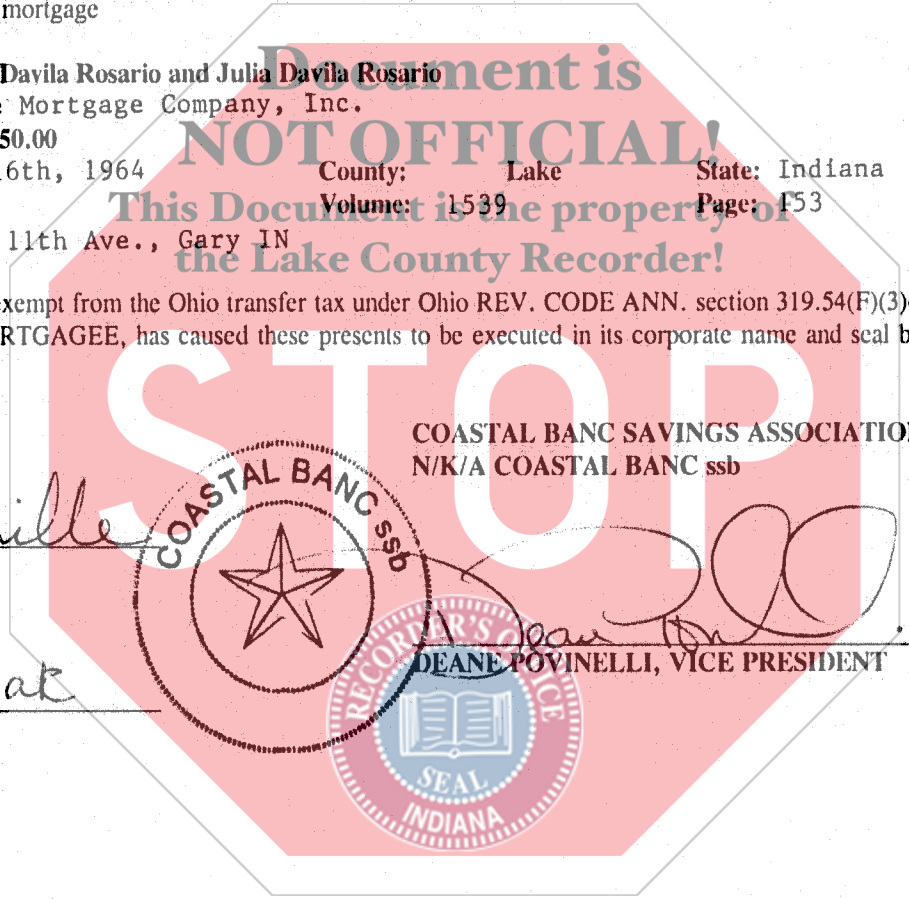 mortgage
Document is
Davila Rosario and Julia Davila Rosario
Mortgage Company, Inc.
50.00
NOT OFFICIAL!
6th, 1964 County: Lake State: Indiana
This Document is the property of
Volume: 1539 Page: 153
11th Ave., Gary IN
the Lake County Recorder!
exempt from the Ohio transfer tax under Ohio REV. CODE ANN. section 319.54(F)(3)
RTGAGEE, has caused these presents to be executed in its corporate name and seal b
STOP
COASTAL BANC SAVINGS ASSOCIATIO
N/K/A COASTAL BANC ssb
COASTAL BANC ssb
ille
DEANE POVINELLI, VICE PRESIDENT
RECORDER'S OFFICE
SEAL
INDIANA